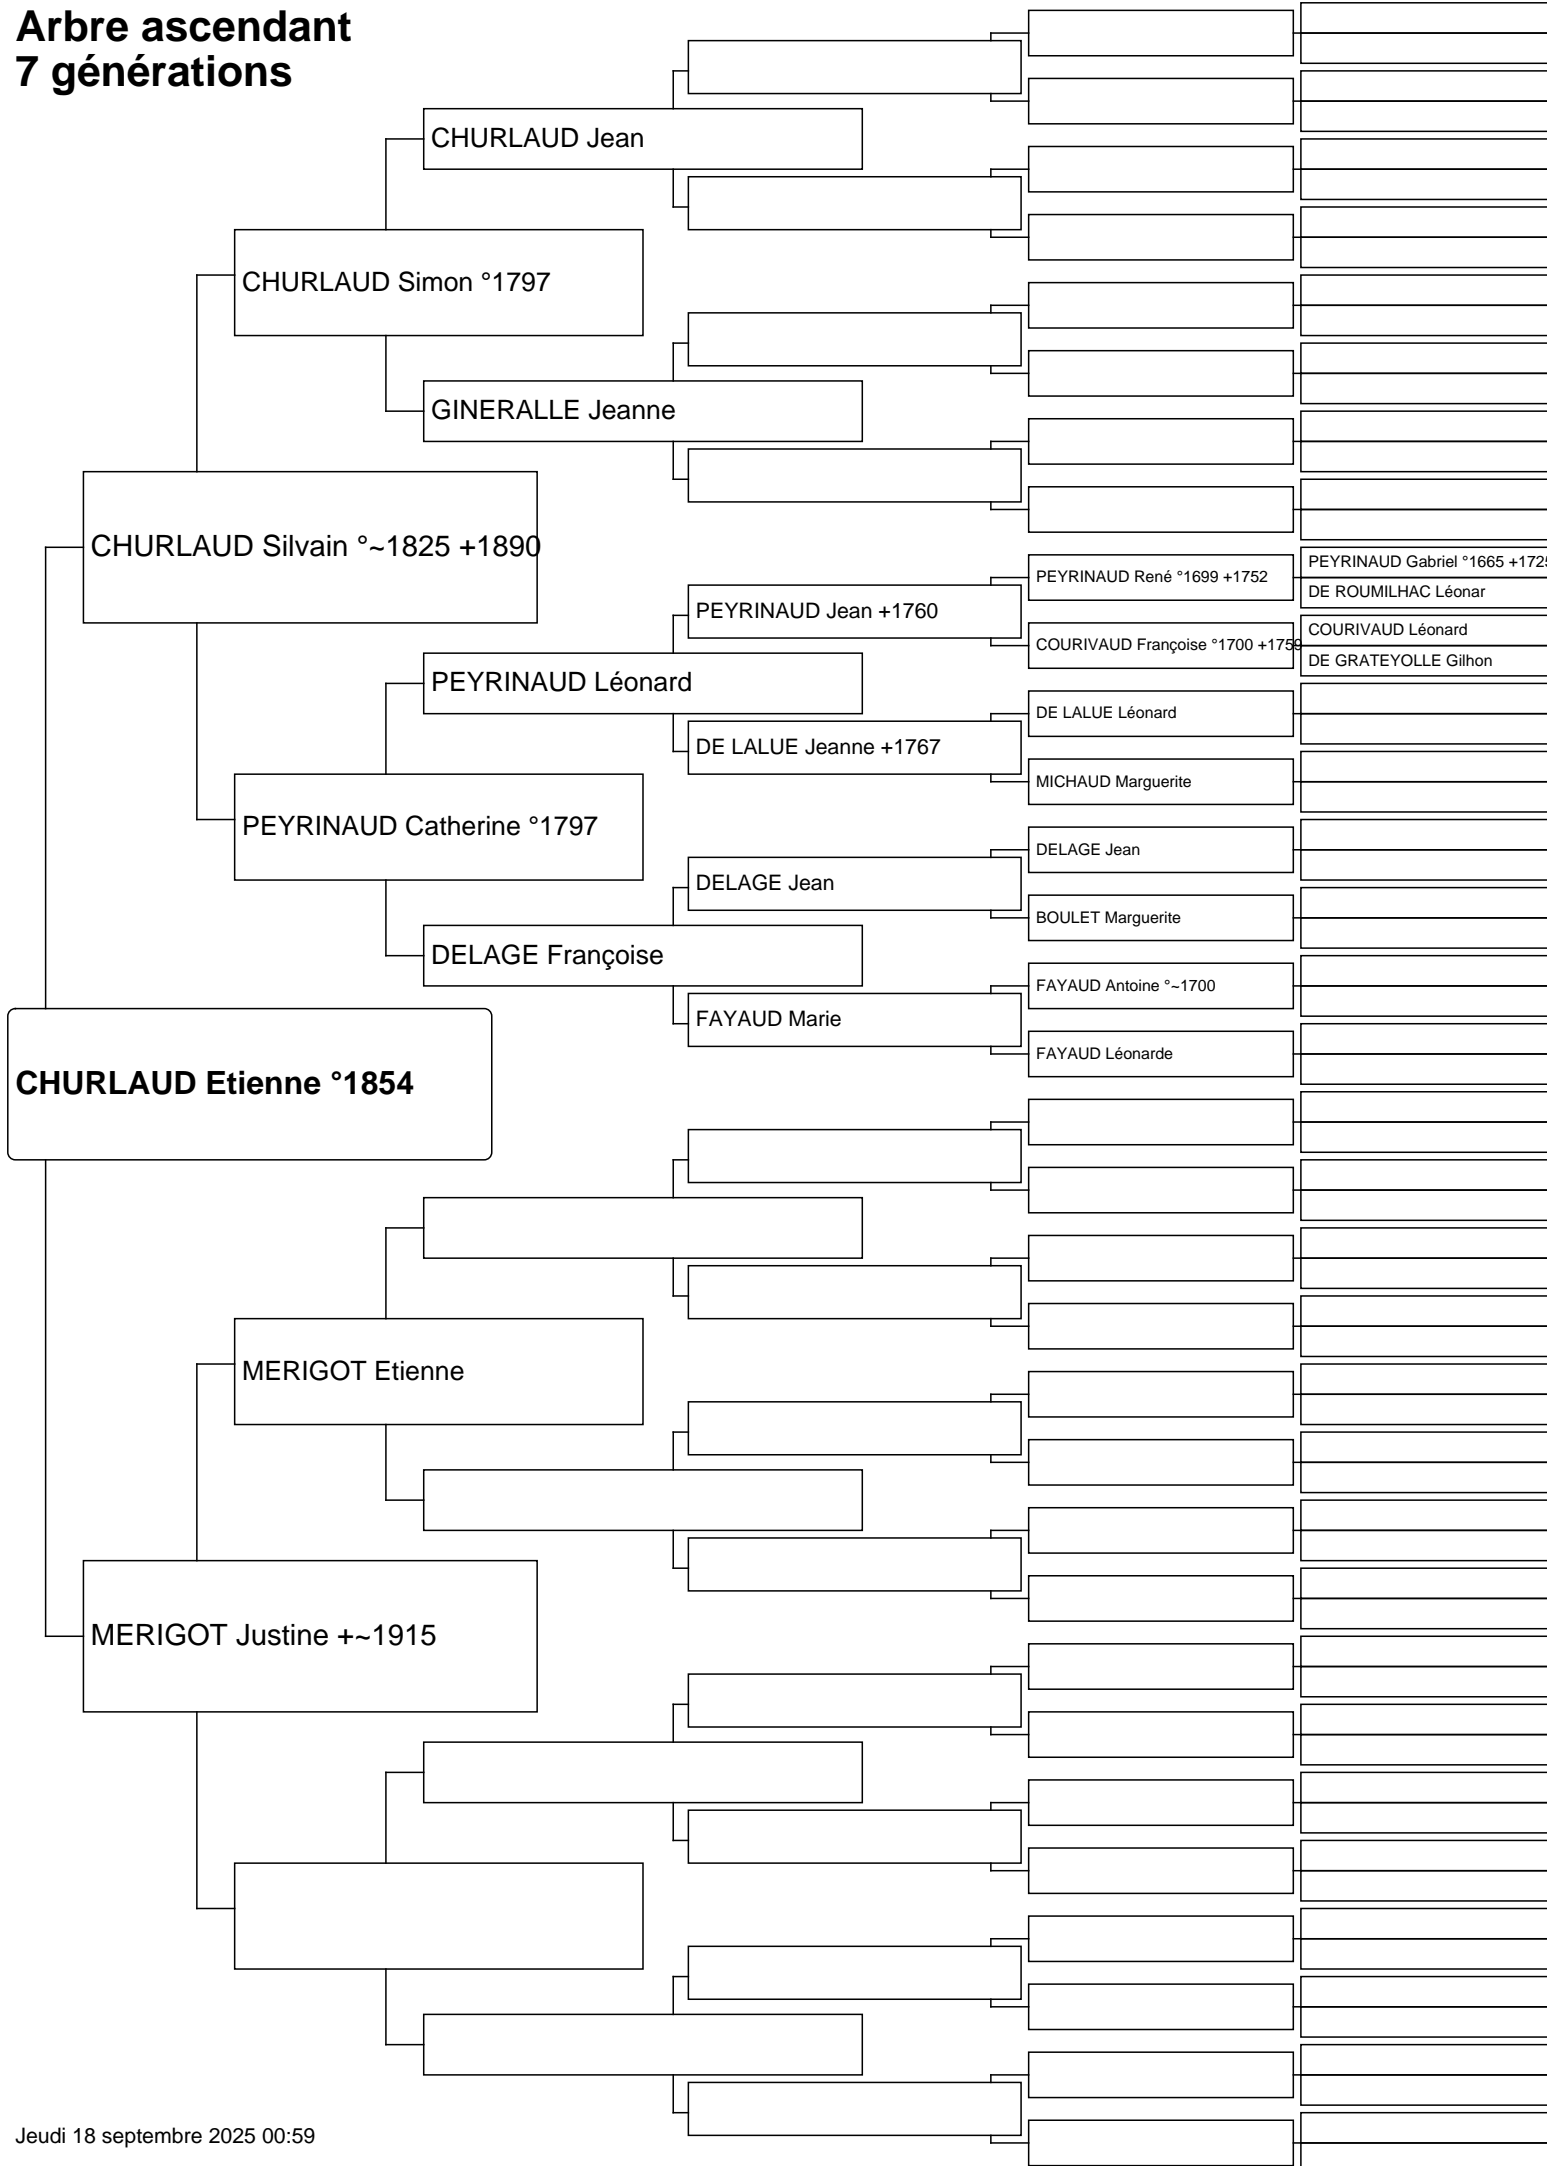 Arbre ascendant
7 générations
CHURLAUD Jean
CHURLAUD Simon °1797
GINERALLE Jeanne
CHURLAUD Silvain °~1825 +1890
PEYRINAUD Gabriel °1665 +1725
PEYRINAUD René °1699 +1752
DE ROUMILHAC Léonar
PEYRINAUD Jean +1760
COURIVAUD Léonard
COURIVAUD Françoise °1700 +1759
DE GRATEYOLLE Gilhon
PEYRINAUD Léonard
DE LALUE Léonard
DE LALUE Jeanne +1767
MICHAUD Marguerite
PEYRINAUD Catherine °1797
DELAGE Jean
DELAGE Jean
BOULET Marguerite
DELAGE Françoise
FAYAUD Antoine °~1700
FAYAUD Marie
FAYAUD Léonarde
CHURLAUD Etienne °1854
MERIGOT Etienne
MERIGOT Justine +~1915
Jeudi 18 septembre 2025 00:59